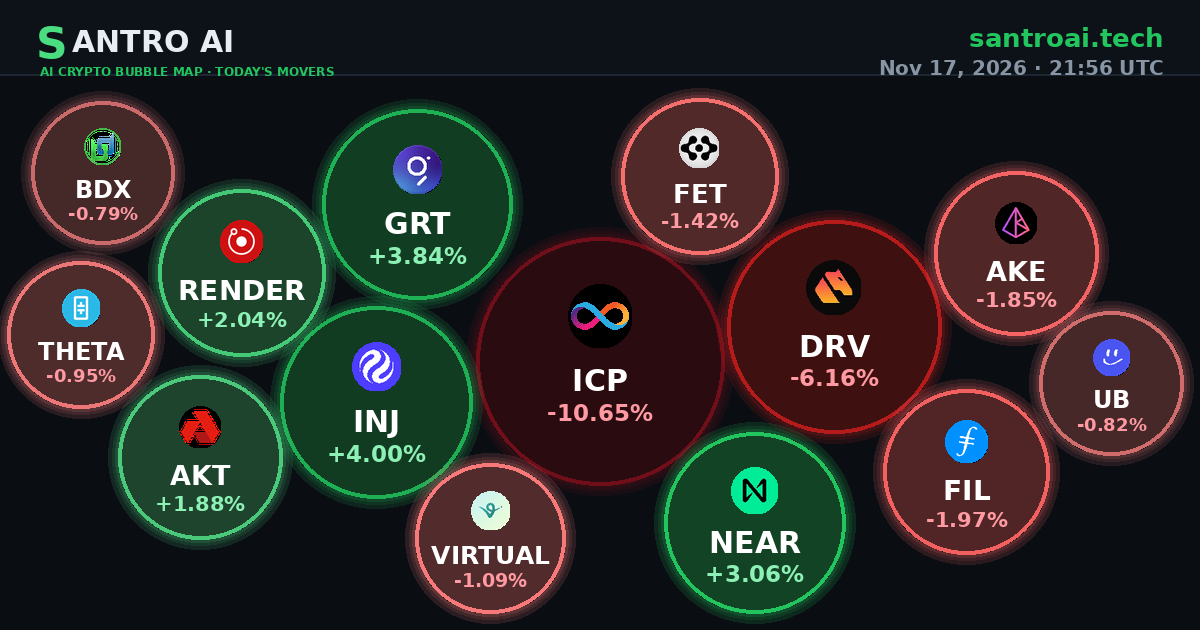 SANTRO AI
AI CRYPTO BUBBLE MAP · TODAY'S MOVERS
santroai.tech
Nov 17, 2026 · 21:56 UTC
BDX
-0.79%
GRT
+3.84%
FET
-1.42%
RENDER
+2.04%
AKE
-1.85%
THETA
-0.95%
ICP
-10.65%
DRV
-6.16%
UB
-0.82%
INJ
+4.00%
AKT
+1.88%
FIL
-1.97%
VIRTUAL
-1.09%
NEAR
+3.06%